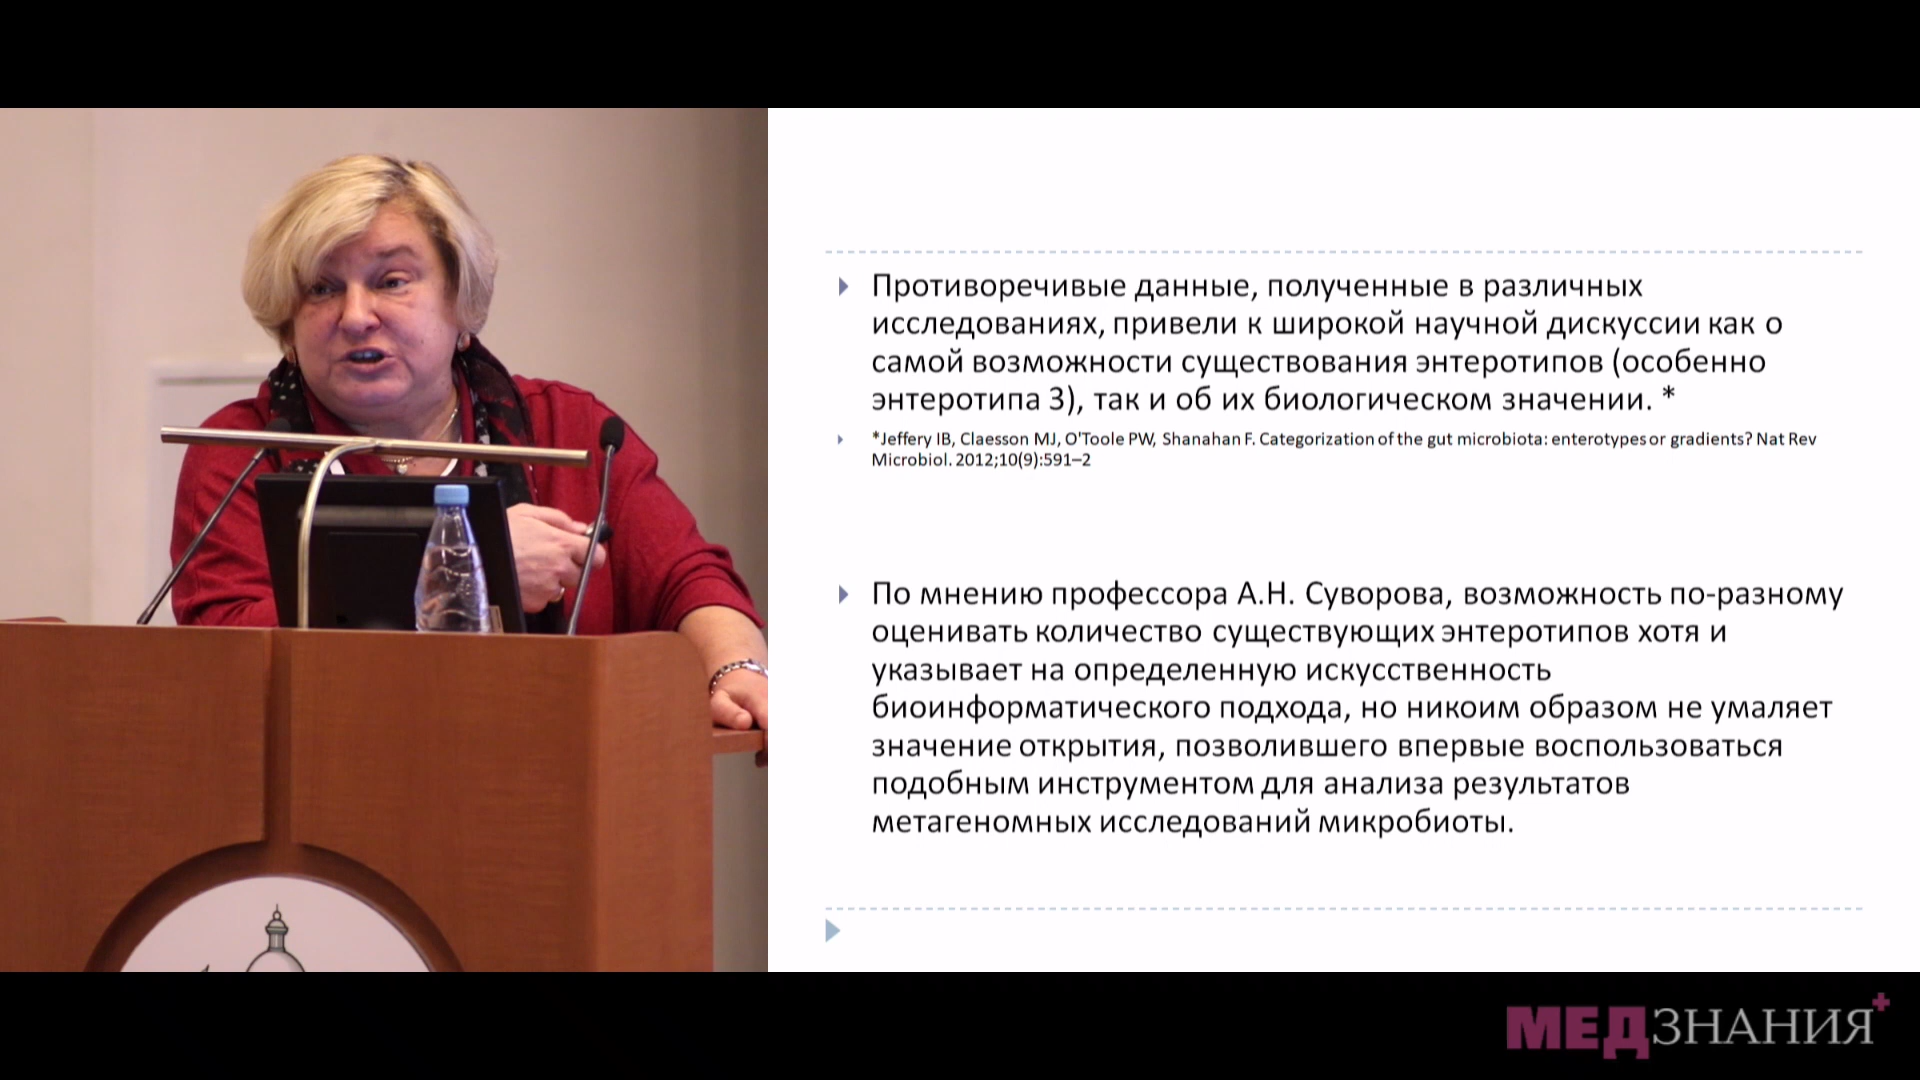 Противоречивые данные, полученные в различных
исследованиях, привели к широкой научной дискуссии как о
самой возможности существования энтеротипов (особенно
энтеротипа 3), так и об их биологическом значении. *
*Jeffery IB, Claesson MJ, O'Toole PW, Shanahan F. Categorization of the gut microbiota: enterotypes or gradients? Nat Rev
Microbiol. 2012;10(9):591–2
По мнению профессора А.Н. Суворова, возможность по-разному
оценивать количество существующих энтеротипов хотя и
указывает на определенную искусственность
биоинформатического подхода, но никоим образом не умаляет
значение открытия, позволившего впервые воспользоваться
подобным инструментом для анализа результатов
метагеномных исследований микробиоты.
МЕДЗНАНИЯ+